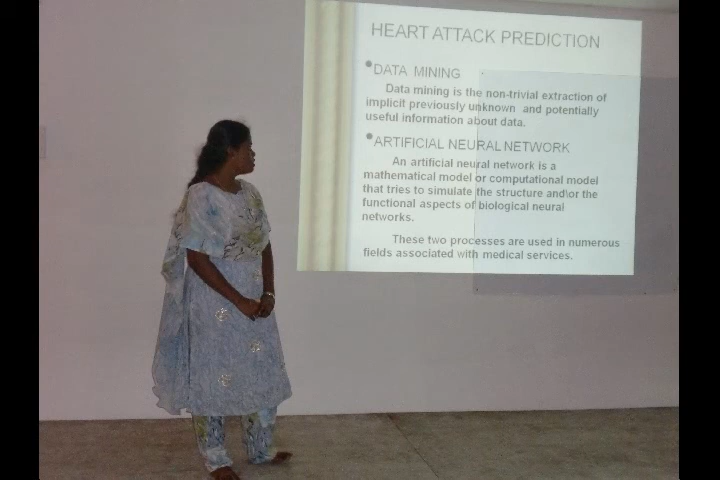 HEART ATTACK PREDICTION
•DATA MINING
Data mining is the non-trivial extraction of
implicit previously unknown and potentially
useful information about data.
•ARTIFICIAL NEURAL NETWORK
An artificial neural network is a
mathematical model or computational model
that tries to simulate the structure and\or the
functional aspects of biological neural
networks.
These two processes are used in numerous
fields associated with medical services.